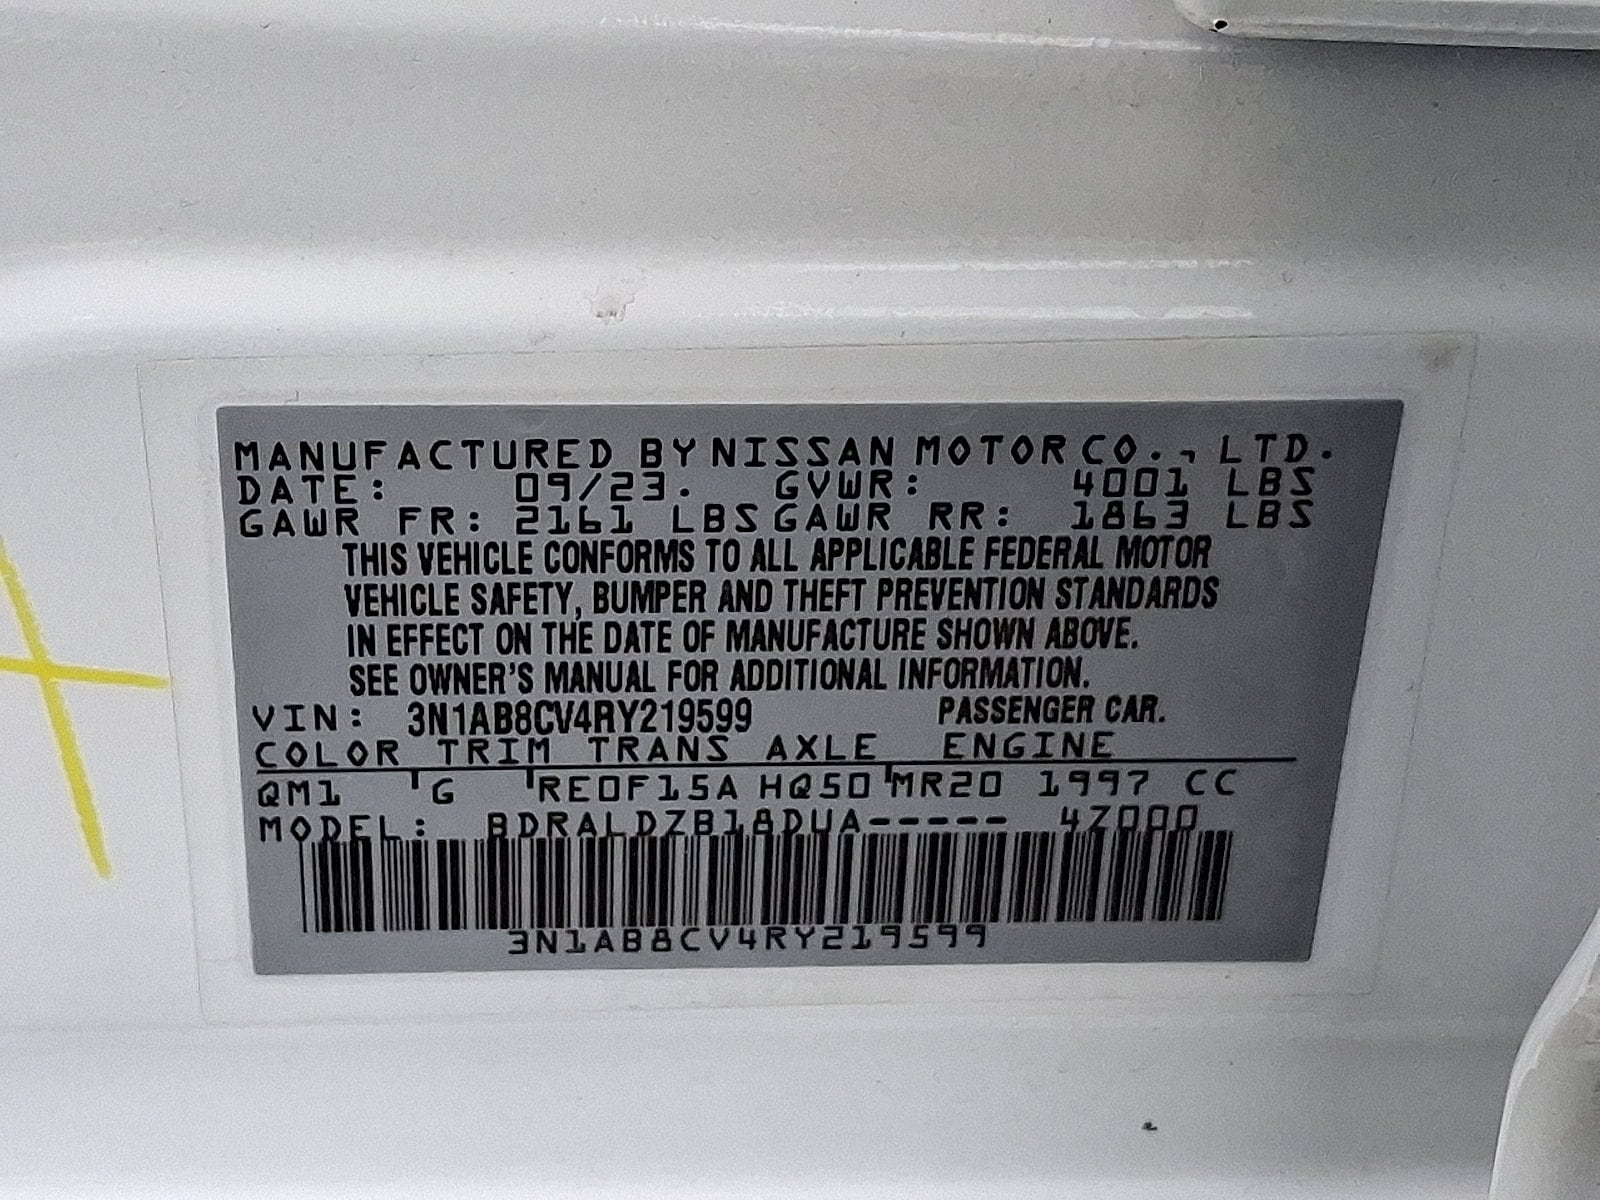 MANUFACTURED BY NISSAN MOTOR CO., LTD.
DATE: 09/23. GVWR: 4001 LBS
GAWR FR: 2161 LBS GAWR RR: 1863 LBS
THIS VEHICLE CONFORMS TO ALL APPLICABLE FEDERAL MOTOR
VEHICLE SAFETY, BUMPER AND THEFT PREVENTION STANDARDS
IN EFFECT ON THE DATE OF MANUFACTURE SHOWN ABOVE.
SEE OWNER'S MANUAL FOR ADDITIONAL INFORMATION.
VIN: 3N1AB8CV4RY219599 PASSENGER CAR.
COLOR TRIM TRANS AXLE ENGINE
QM1 G RE0F15A HQ50 MR20 1997 CC
MODEL: BDRALDZB18DUA----- 4Z000
3N1AB8CV4RY219599